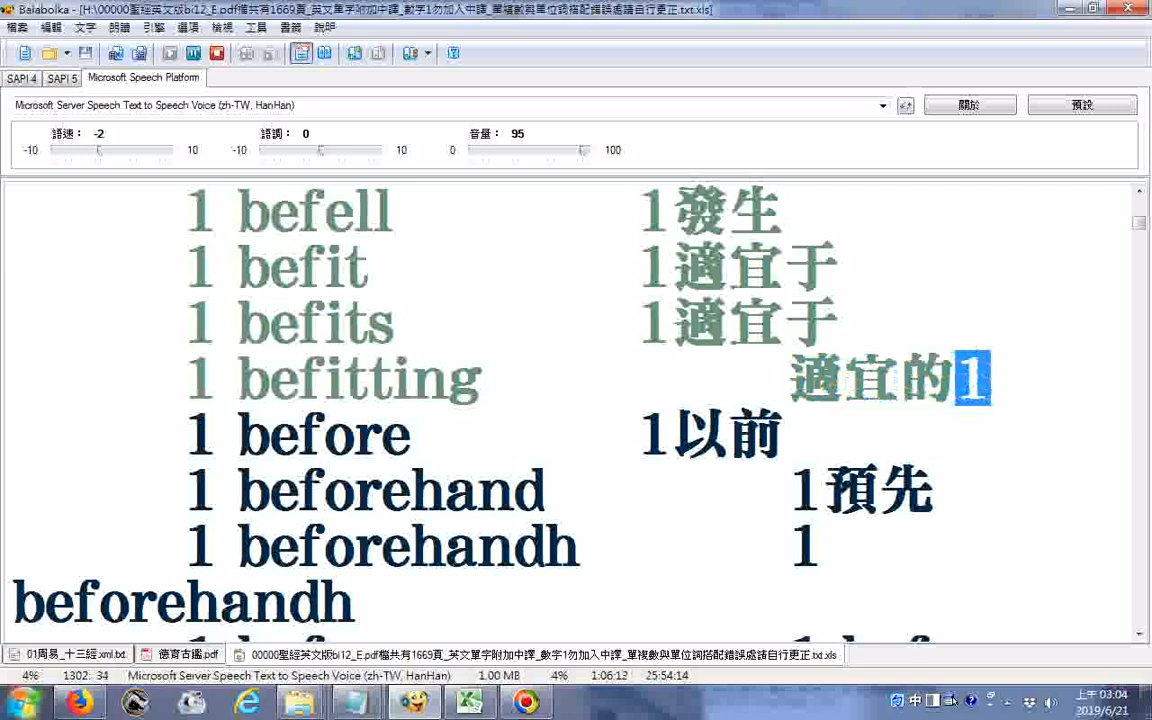 Balabolka - [H:\00000聖經英文版bi12_E.pdf檔共有1669頁_英文單字附加中譯_數字1勿加入中譯_單複數與單位詞搭配錯誤處請自行更正.txt.xls]
檔案 編輯 文字 朗讀 引擎 選項 檢視 工具 書籤 說明
SAPI 4 SAPI 5 Microsoft Speech Platform
Microsoft Server Speech Text to Speech Voice (zh-TW, HanHan) 關於 預設
語速： -2 語調： 0 音量： 95
-10 10 -10 10 0 100
1 befell 1發生
1 befit 1適宜于
1 befits 1適宜于
1 befitting 適宜的1
1 before 1以前
1 beforehand 1預先
1 beforehandh 1
beforehandh
01周易_十三經.xml.txt 德育古鑑.pdf 00000聖經英文版bi12_E.pdf檔共有1669頁_英文單字附加中譯_數字1勿加入中譯_單複數與單位詞搭配錯誤處請自行更正.txt.xls
4% 1302: 34 Microsoft Server Speech Text to Speech Voice (zh-TW, HanHan) 1.00 MB 4% 1:06:12 25:54:14
中 上午 03:04
2019/6/21